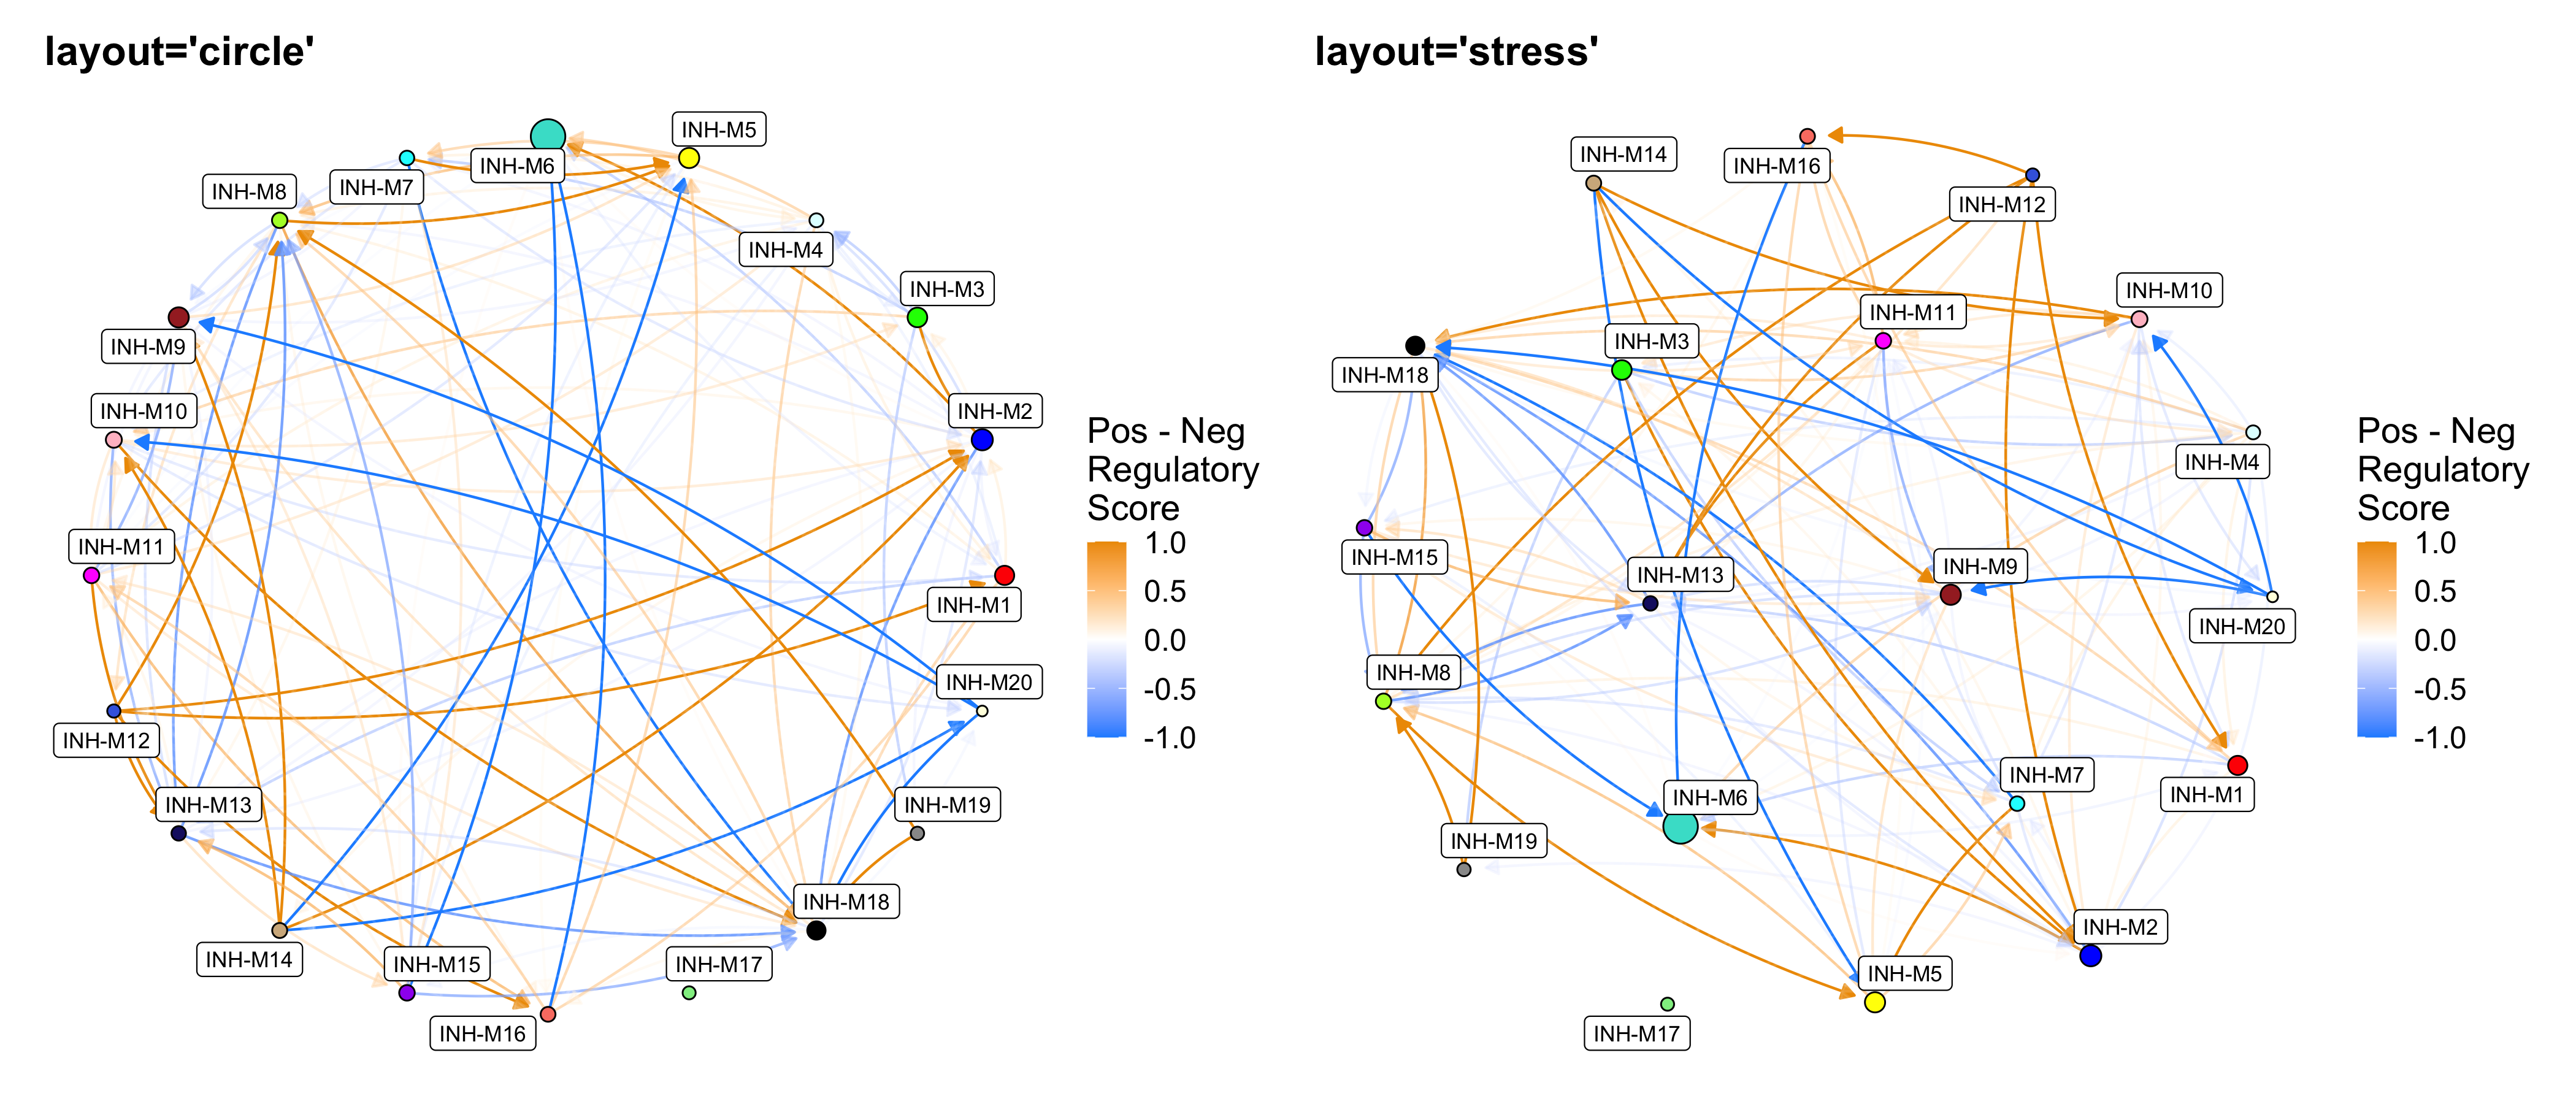 layout='circle'
INH-M5
INH-M6
INH-M7
INH-M8
INH-M4
INH-M3
INH-M9
INH-M10
INH-M2
INH-M11
INH-M1
INH-M20
INH-M12
INH-M13
INH-M19
INH-M18
INH-M14
INH-M15
INH-M17
INH-M16
Pos - Neg
Regulatory
Score
1.0
0.5
0.0
-0.5
-1.0
layout='stress'
INH-M14
INH-M16
INH-M12
INH-M10
INH-M11
INH-M3
INH-M18
INH-M4
INH-M15
INH-M13
INH-M9
INH-M20
INH-M8
INH-M7
INH-M1
INH-M6
INH-M19
INH-M2
INH-M5
INH-M17
Pos - Neg
Regulatory
Score
1.0
0.5
0.0
-0.5
-1.0